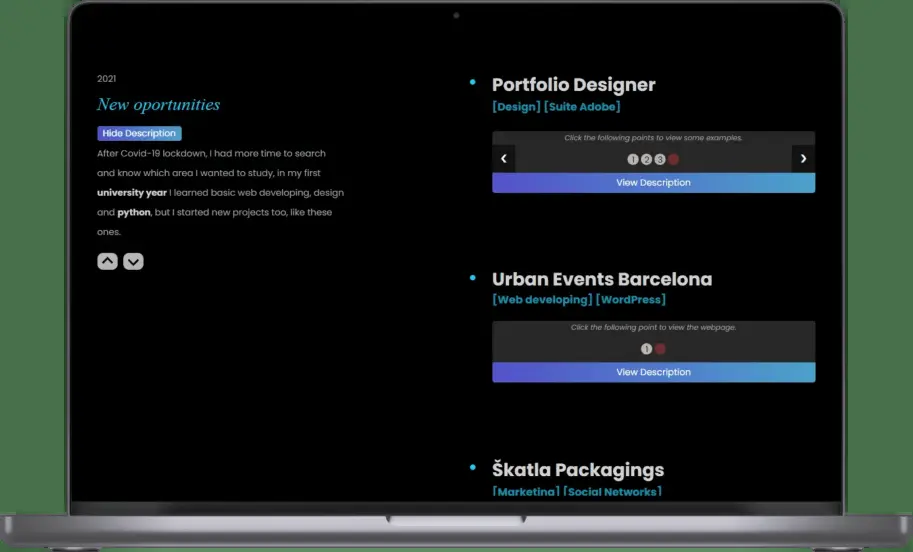 2021
New oportunities
Hide Description
After Covid-19 lockdown, I had more time to search
and know which area I wanted to study, in my first
university year I learned basic web developing, design
and python, but I started new projects too, like these
ones.
Portfolio Designer
[Design] [Suite Adobe]
Click the following points to view some examples.
1 2 3
View Description
Urban Events Barcelona
[Web developing] [WordPress]
Click the following point to view the webpage.
1
View Description
Škatla Packagings
[Marketing] [Social Networks]